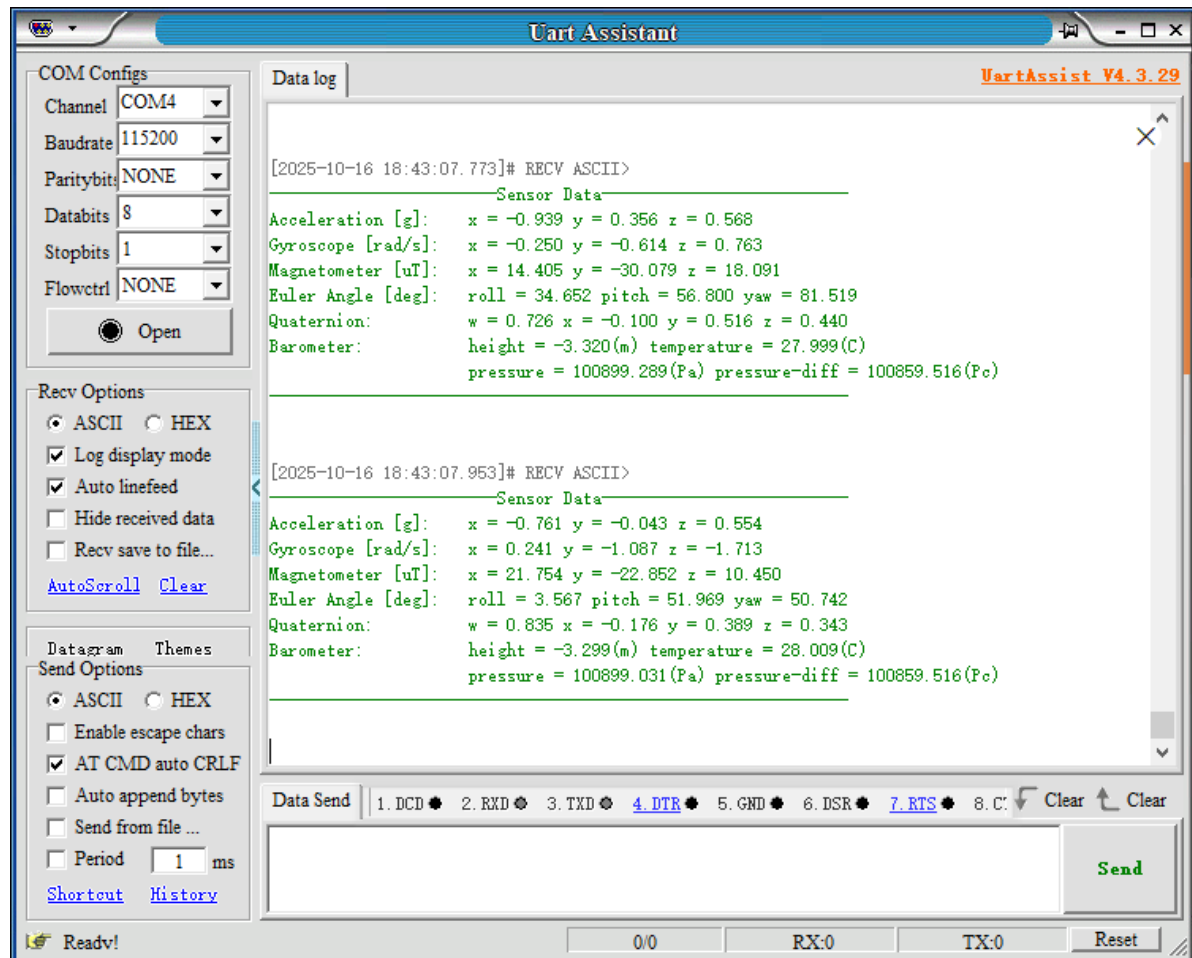 Uart Assistant
COM Configs
Channel COM4
Baudrate 115200
Paritybits NONE
Databits 8
Stopbits 1
Flowctrl NONE
Open
Recv Options
ASCII HEX
Log display mode
Auto linefeed
Hide received data
Recv save to file...
AutoScroll Clear
Datagram Themes
Send Options
ASCII HEX
Enable escape chars
AT CMD auto CRLF
Auto append bytes
Send from file ...
Period 1 ms
Shortcut History
Data log
UartAssist V4.3.29
[2025-10-16 18:43:07.773]# RECV ASCII>
Sensor Data
Acceleration [g]: x = -0.939 y = 0.356 z = 0.568
Gyroscope [rad/s]: x = -0.250 y = -0.614 z = 0.763
Magnetometer [uT]: x = 14.405 y = -30.079 z = 18.091
Euler Angle [deg]: roll = 34.652 pitch = 56.800 yaw = 81.519
Quaternion: w = 0.726 x = -0.100 y = 0.516 z = 0.440
Barometer: height = -3.320(m) temperature = 27.999(C)
pressure = 100899.289(Pa) pressure-diff = 100859.516(Pc)
[2025-10-16 18:43:07.953]# RECV ASCII>
Sensor Data
Acceleration [g]: x = -0.761 y = -0.043 z = 0.554
Gyroscope [rad/s]: x = 0.241 y = -1.087 z = -1.713
Magnetometer [uT]: x = 21.754 y = -22.852 z = 10.450
Euler Angle [deg]: roll = 3.567 pitch = 51.969 yaw = 50.742
Quaternion: w = 0.835 x = -0.176 y = 0.389 z = 0.343
Barometer: height = -3.299(m) temperature = 28.009(C)
pressure = 100899.031(Pa) pressure-diff = 100859.516(Pc)
Data Send 1. DCD 2. RXD 3. TXD 4. DTR 5. GND 6. DSR 7. RTS 8. Clear Clear
Send
Ready! 0/0 RX:0 TX:0 Reset